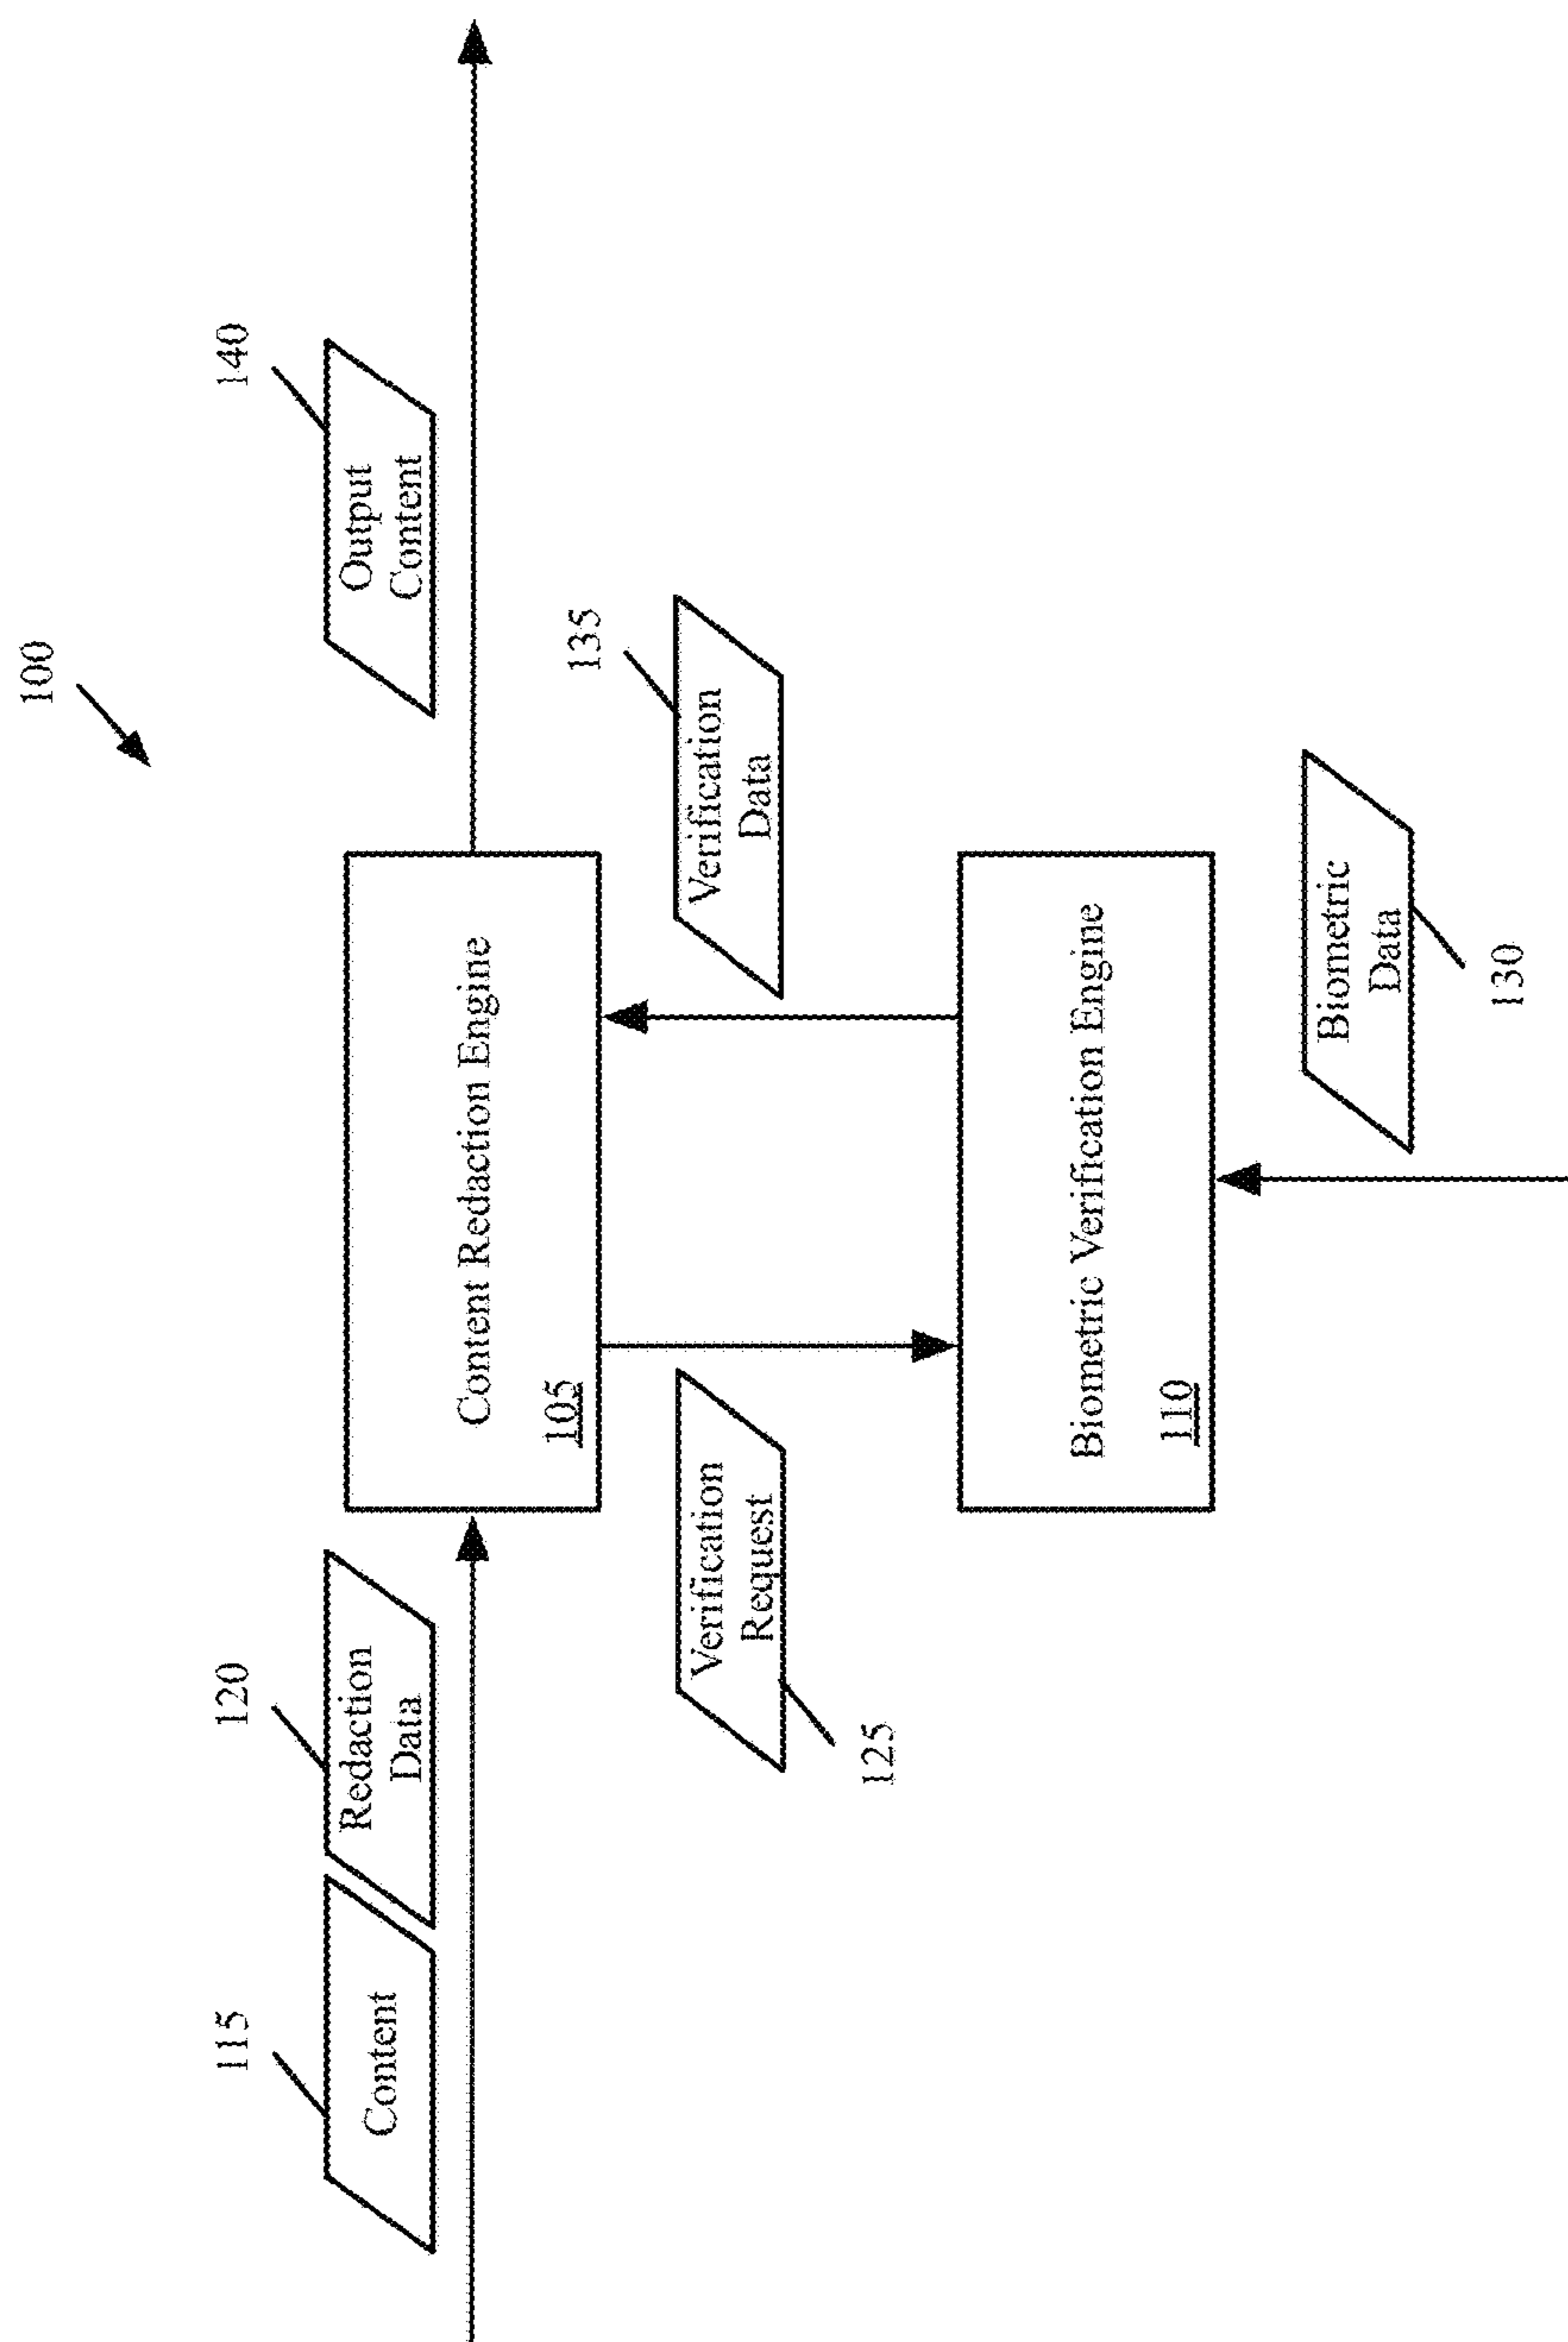 100
115
120
140
Content
Redaction
Data
Output
Content
Content Redaction Engine
105
135
Verification
Request
125
Verification
Data
Biometric Verification Engine
110
Biometric
Data
130